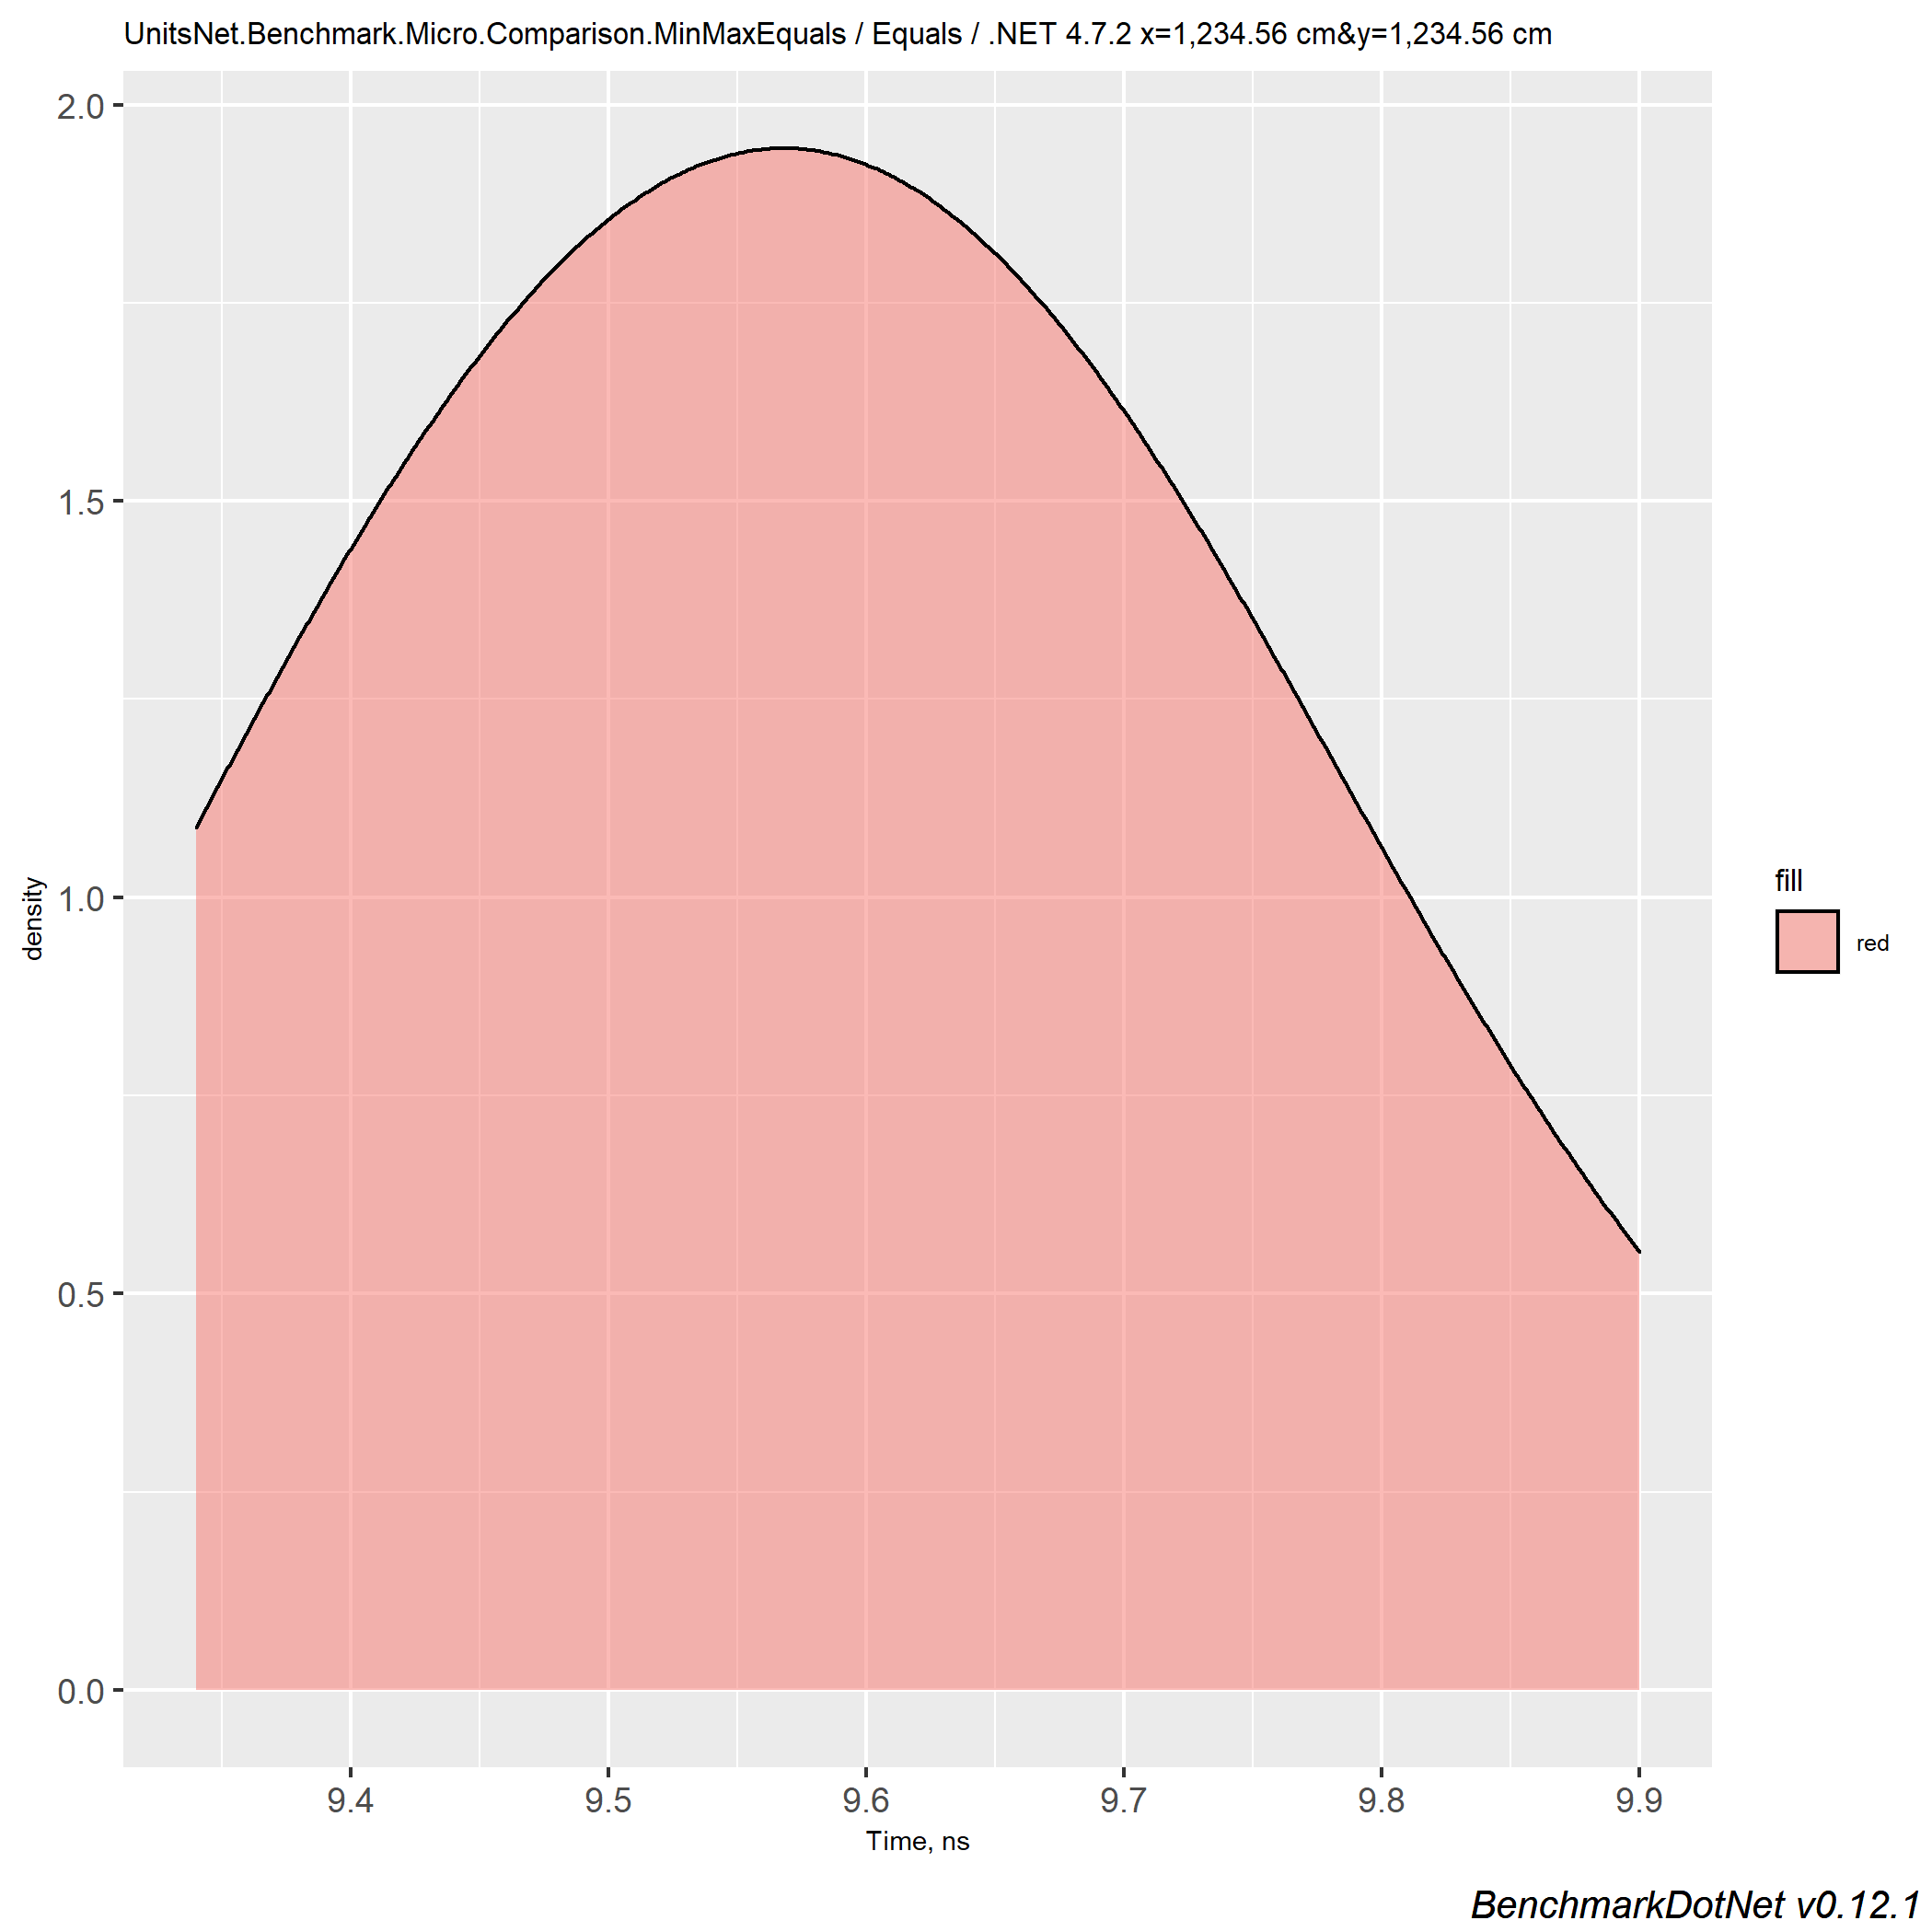 UnitsNet.Benchmark.Micro.Comparison.MinMaxEquals / Equals / .NET 4.7.2 x=1,234.56 cm&y=1,234.56 cm
2.0
1.5
1.0
0.5
0.0
density
9.4 9.5 9.6 9.7 9.8 9.9
Time, ns
fill
red
BenchmarkDotNet v0.12.1